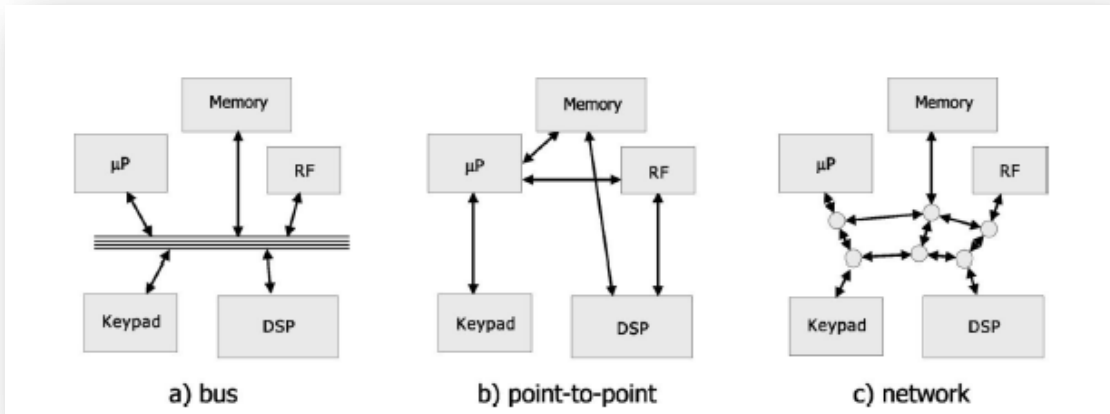 Memory
μP
RF
Keypad
DSP
a) bus
Memory
μP
RF
Keypad
DSP
b) point-to-point
Memory
μP
RF
Keypad
DSP
c) network